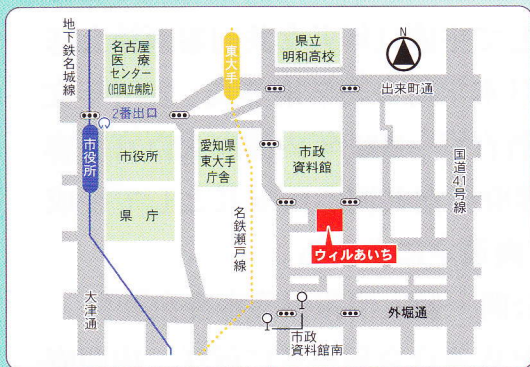 地下鉄名城線
名古屋
医療
センター
(旧国立病院)
東大手
県立
明和高校
N
出来町通
2番出口
市役所
市役所
愛知県
東大手
庁舎
市政
資料館
国道41号線
県庁
名鉄瀬戸線
ウィルあいち
大津通
外堀通
市政
資料館南